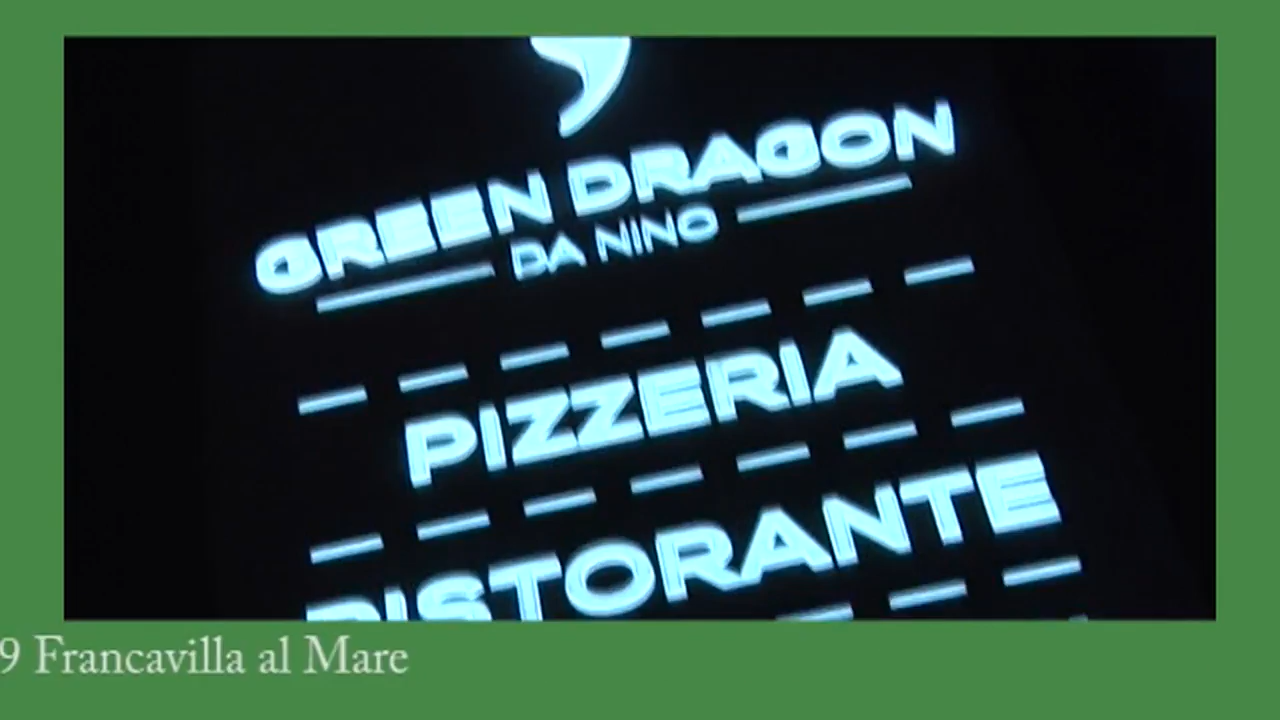 GREEN DRAGON
DA NINO
PIZZERIA
RISTORANTE
9 Francavilla al Mare